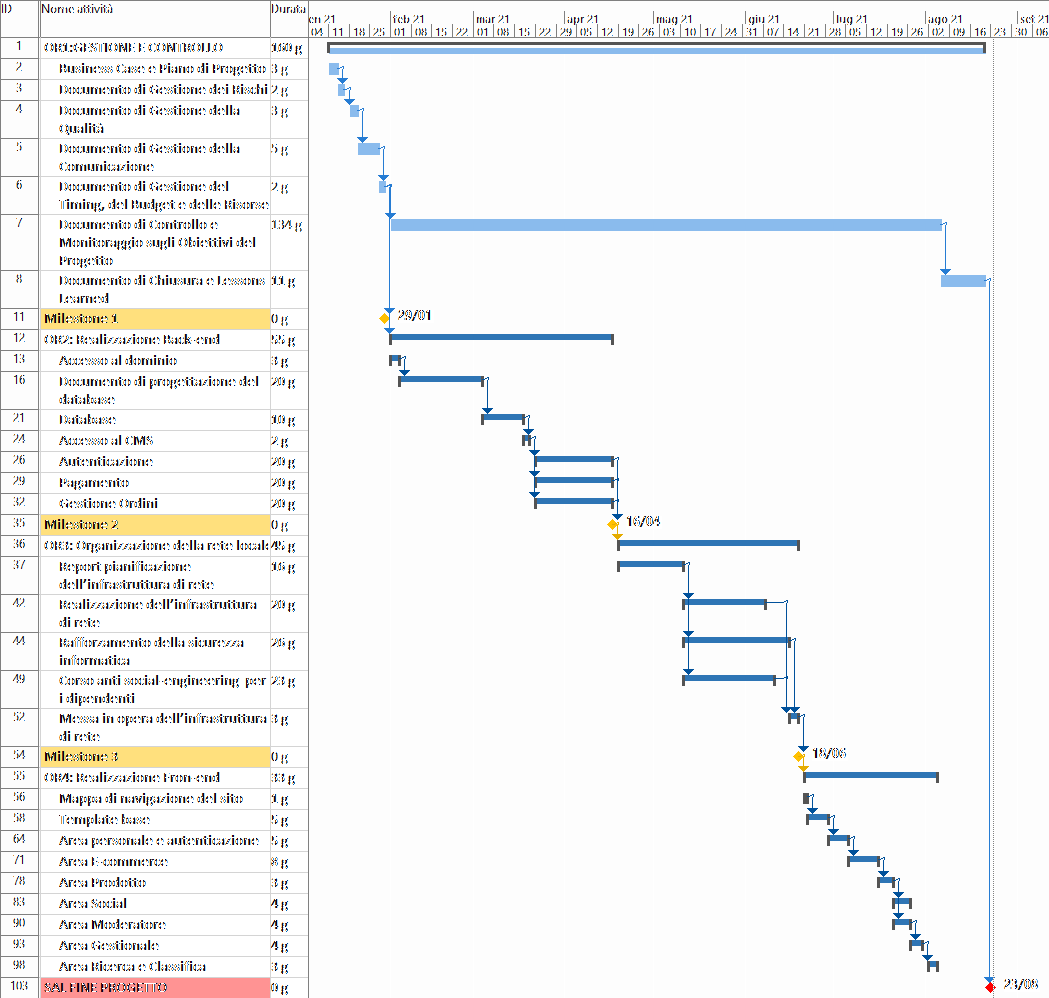 ID Nome attività Durata
en 21 feb 21 mar 21 apr 21 mag 21 giu 21 lug 21 ago 21 set 21
04 11 18 25 01 08 15 22 01 08 15 22 29 05 12 19 26 03 10 17 24 31 07 14 19 28 05 12 19 26 02 09 16 23 30 06
1 OR1: GESTIONE E CONTROLLO 160 g
2 Business Case e Piano di Progetto 3 g
3 Documento di Gestione dei Rischi 2 g
4 Documento di Gestione della 3 g
Qualità
5 Documento di Gestione della 5 g
Comunicazione
6 Documento di Gestione del 2 g
Timing, del Budget e delle Risorse
7 Documento di Controllo e 134 g
Monitoraggio sugli Obiettivi del
Progetto
8 Documento di Chiusura e Lessons 11 g
Learned
11 Milestone 1 0 g 29/01
12 OR2: Realizzazione Back-end 55 g
13 Accesso al dominio 3 g
16 Documento di progettazione del 20 g
database
21 Database 10 g
24 Accesso al CMS 2 g
26 Autenticazione 20 g
29 Pagamento 20 g
32 Gestione Ordini 20 g
35 Milestone 2 0 g 16/04
36 OR3: Organizzazione della rete locale 45 g
37 Report pianificazione 16 g
dell'infrastruttura di rete
42 Realizzazione dell'infrastruttura 20 g
di rete
44 Rafforzamento della sicurezza 26 g
informatica
49 Corso anti social-engineering per 23 g
i dipendenti
52 Messa in opera dell'infrastruttura 3 g
di rete
54 Milestone 3 0 g 18/06
55 OR4: Realizzazione Fron-end 33 g
56 Mappa di navigazione del sito 1 g
58 Template base 5 g
64 Area personale e autenticazione 5 g
71 Area E-commerce 8 g
78 Area Prodotto 3 g
83 Area Social 4 g
90 Area Moderatore 4 g
93 Area Gestionale 4 g
98 Area Ricerca e Classifica 3 g
103 SAL FINE PROGETTO 0 g 23/08